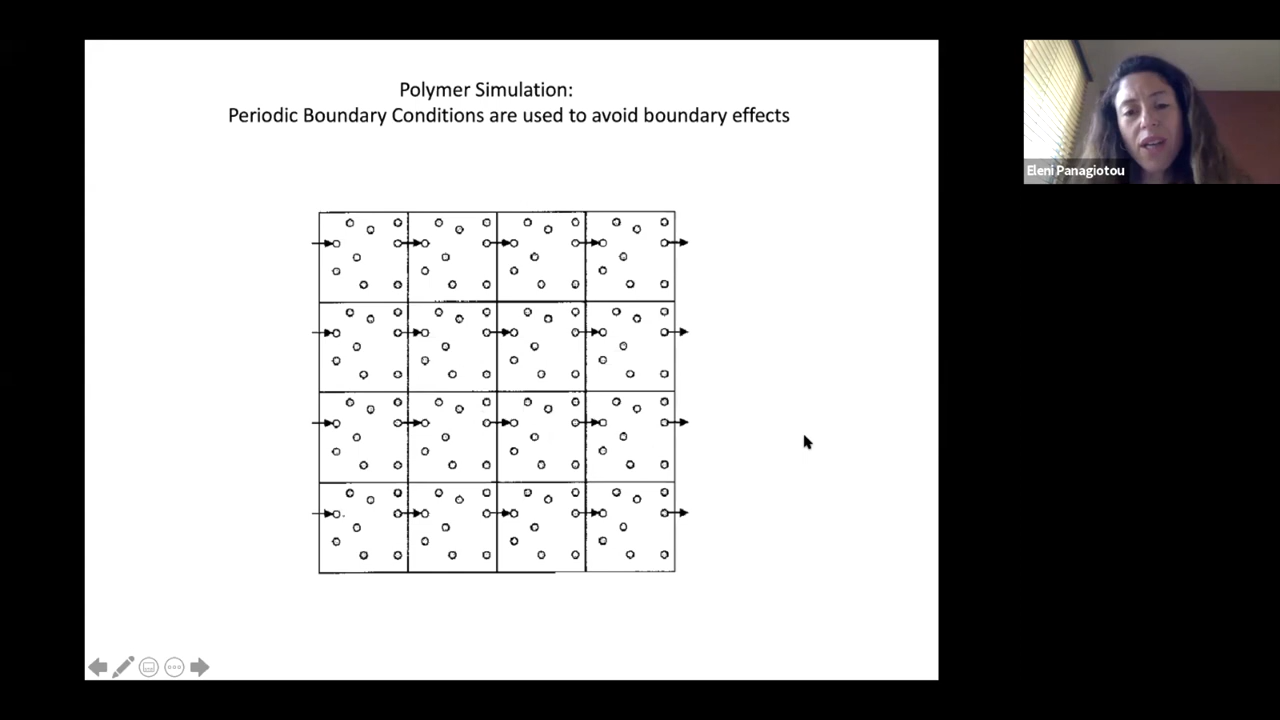 Polymer Simulation:
Periodic Boundary Conditions are used to avoid boundary effects
Eleni Panagiotou